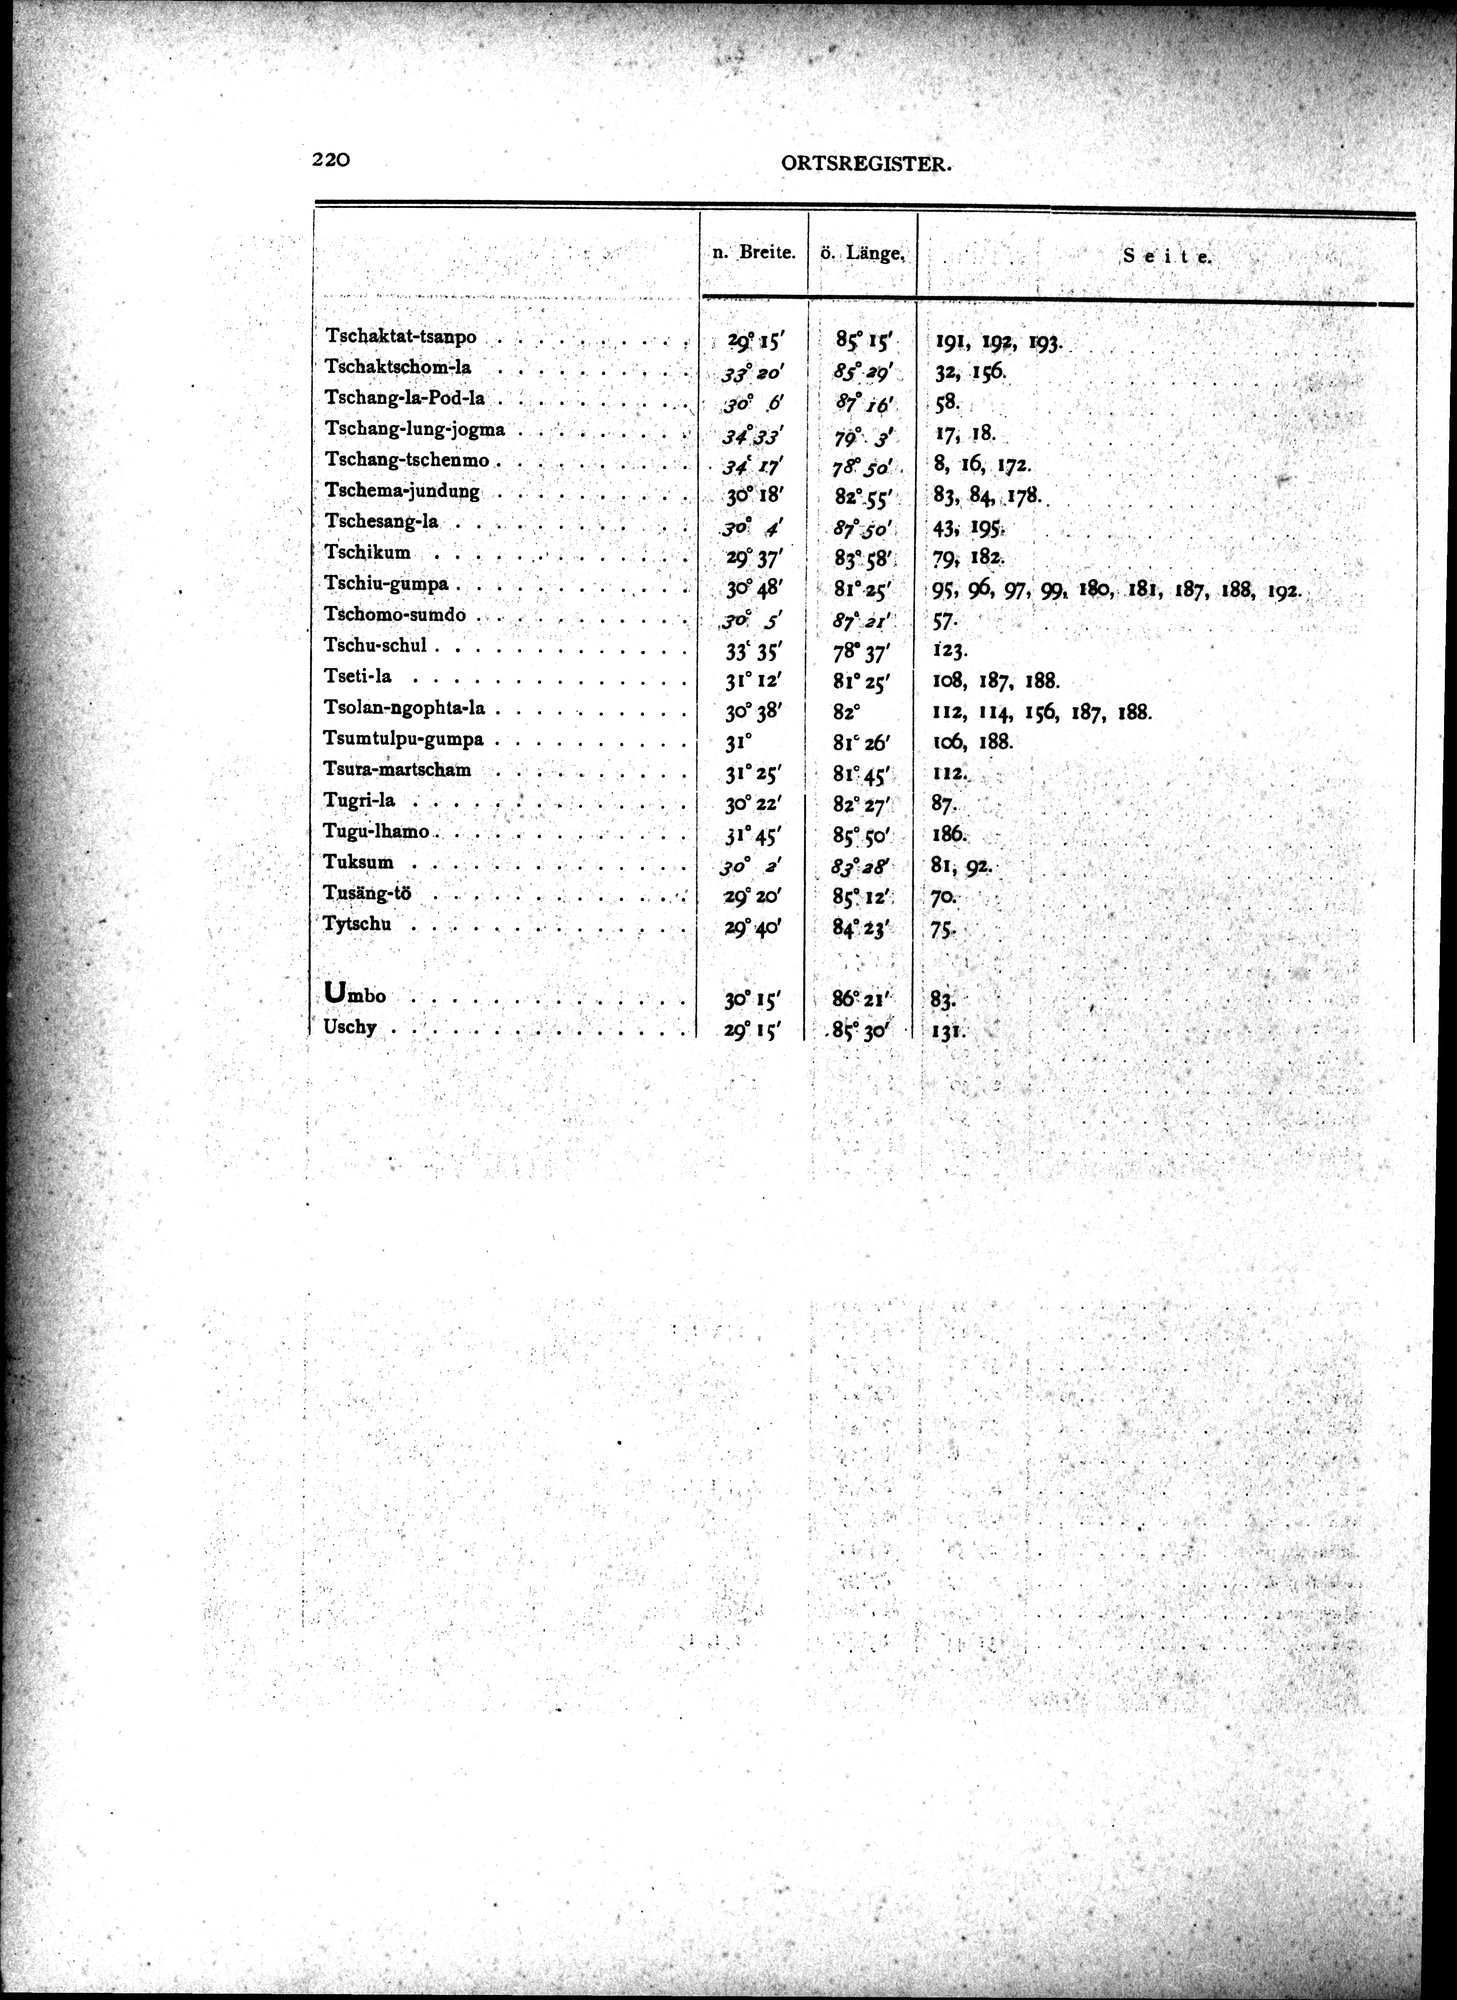 220 ORTSREGISTER.
n. Breite. ö. Länge. Seite.
Tschaktat-tsanpo . . . . . . . . . . 29° 15′ 85° 15′ 191, 192, 193.
Tschaktschom-la . . . . . . . . . . 33° 20′ 85° 29′ 32, 156.
Tschang-la-Pod-la . . . . . . . . . . 30° 6′ 87° 16′ 58.
Tschang-lung-jogma . . . . . . . . . 34° 33′ 79° 3′ 17, 18.
Tschang-tschenmo . . . . . . . . . . 34° 17′ 78° 50′ 8, 16, 172.
Tschema-jundung . . . . . . . . . . 30° 18′ 82° 55′ 83, 84, 178.
Tschesang-la . . . . . . . . . . . . 30° 4′ 87° 50′ 43, 195.
Tschikum . . . . . . . . . . . . . 29° 37′ 83° 58′ 79, 182.
Tschiu-gumpa . . . . . . . . . . . . 30° 48′ 81° 25′ 95, 96, 97, 99, 180, 181, 187, 188, 192.
Tschomo-sumdo . . . . . . . . . . . 30° 5′ 87° 21′ 57.
Tschu-schul . . . . . . . . . . . . . 33° 35′ 78° 37′ 123.
Tseti-la . . . . . . . . . . . . . . 31° 12′ 81° 25′ 108, 187, 188.
Tsolan-ngophta-la . . . . . . . . . . 30° 38′ 82° 112, 114, 156, 187, 188.
Tsumtulpu-gumpa . . . . . . . . . . 31° 81° 26′ 106, 188.
Tsura-martscham . . . . . . . . . . 31° 25′ 81° 45′ 112.
Tugri-la . . . . . . . . . . . . . . 30° 22′ 82° 27′ 87.
Tugu-lhamo . . . . . . . . . . . . . 31° 45′ 85° 50′ 186.
Tuksum . . . . . . . . . . . . . . 30° 2′ 83° 28′ 81, 92.
Tusäng-tö . . . . . . . . . . . . . 29° 20′ 85° 12′ 70.
Tytschu . . . . . . . . . . . . . . 29° 40′ 84° 23′ 75.
Umbo . . . . . . . . . . . . . . 30° 15′ 86° 21′ 83.
Uschy . . . . . . . . . . . . . . . 29° 15′ 85° 30′ 131.